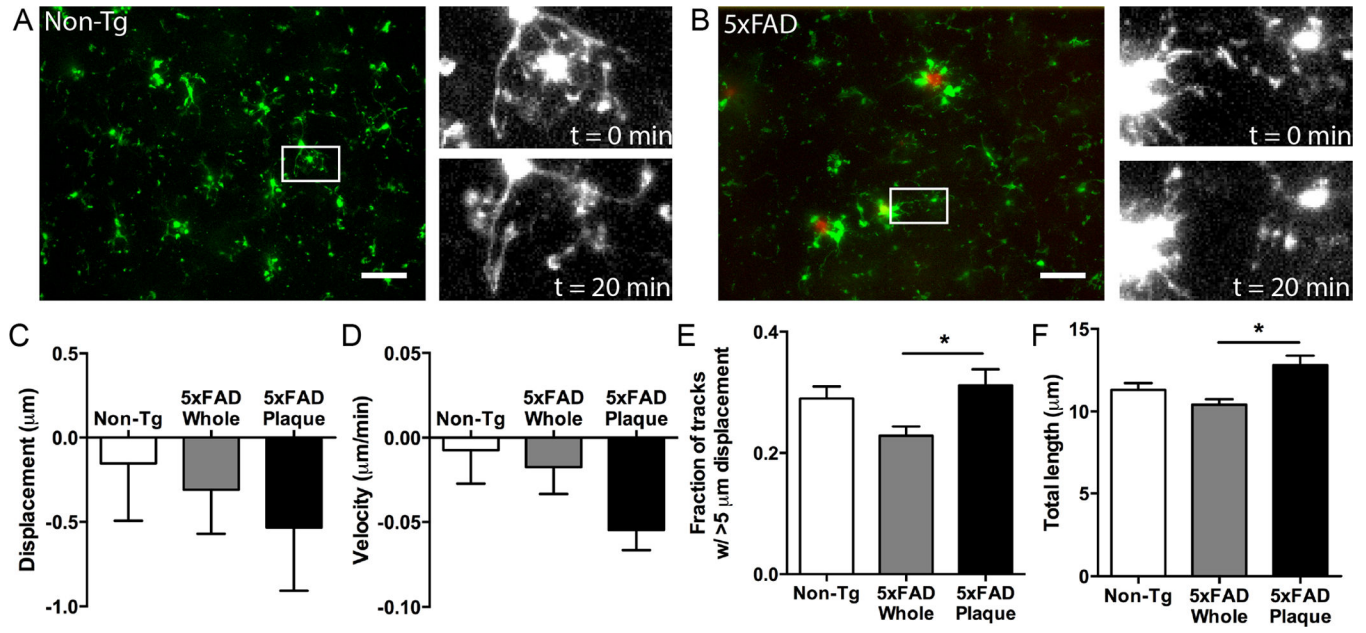 A Non-Tg
t = 0 min
t = 20 min
B 5xFAD
t = 0 min
t = 20 min
C
Displacement (μm)
0.5
0.0
-0.5
-1.0
Non-Tg
5xFAD
Whole
5xFAD
Plaque
D
Velocity (μm/min)
0.05
0.00
-0.05
-0.10
Non-Tg
5xFAD
Whole
5xFAD
Plaque
E
Fraction of tracks
w/ >5 μm displacement
0.4
0.2
0.0
*
Non-Tg
5xFAD
Whole
5xFAD
Plaque
F
Total length (μm)
15
10
5
0
*
Non-Tg
5xFAD
Whole
5xFAD
Plaque